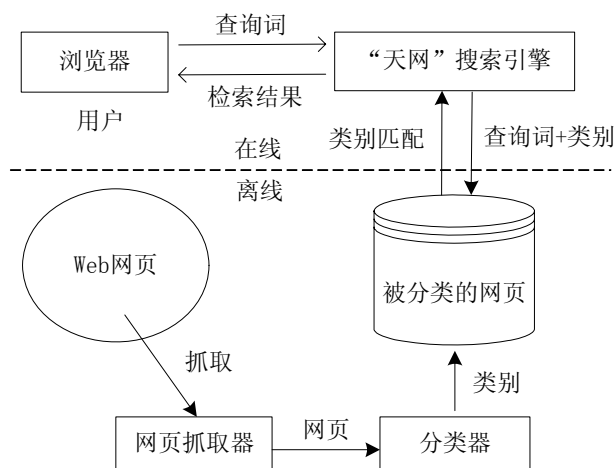 查询词
浏览器
“天网”搜索引擎
检索结果
用户
类别匹配
查询词+类别
在线
离线
Web网页
被分类的网页
抓取
类别
网页抓取器
网页
分类器